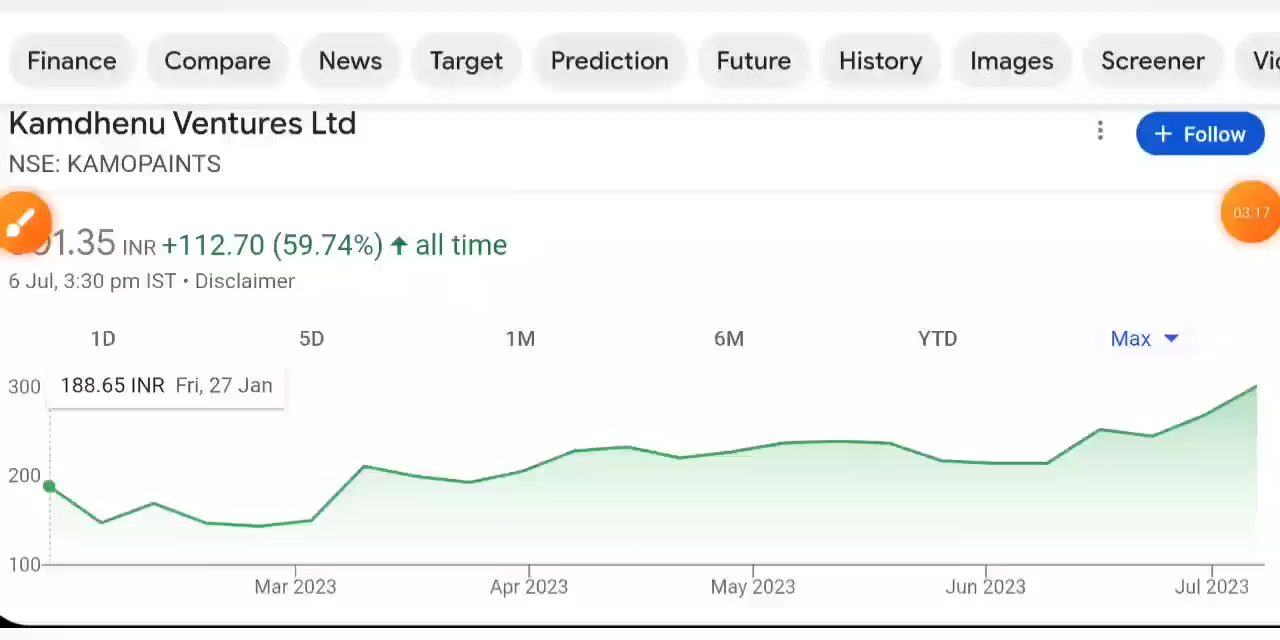 Finance Compare News Target Prediction Future History Images Screener
Kamdhenu Ventures Ltd
+ Follow
NSE: KAMOPAINTS
03:17
1.35 INR +112.70 (59.74%) ↑ all time
6 Jul, 3:30 pm IST • Disclaimer
1D 5D 1M 6M YTD Max
300
188.65 INR Fri, 27 Jan
200
100
Mar 2023 Apr 2023 May 2023 Jun 2023 Jul 2023